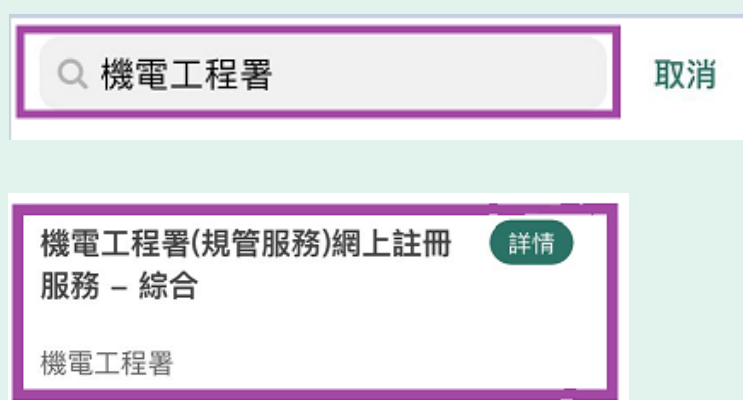 機電工程署
取消
機電工程署(規管服務)網上註冊
服務 – 綜合
詳情
機電工程署